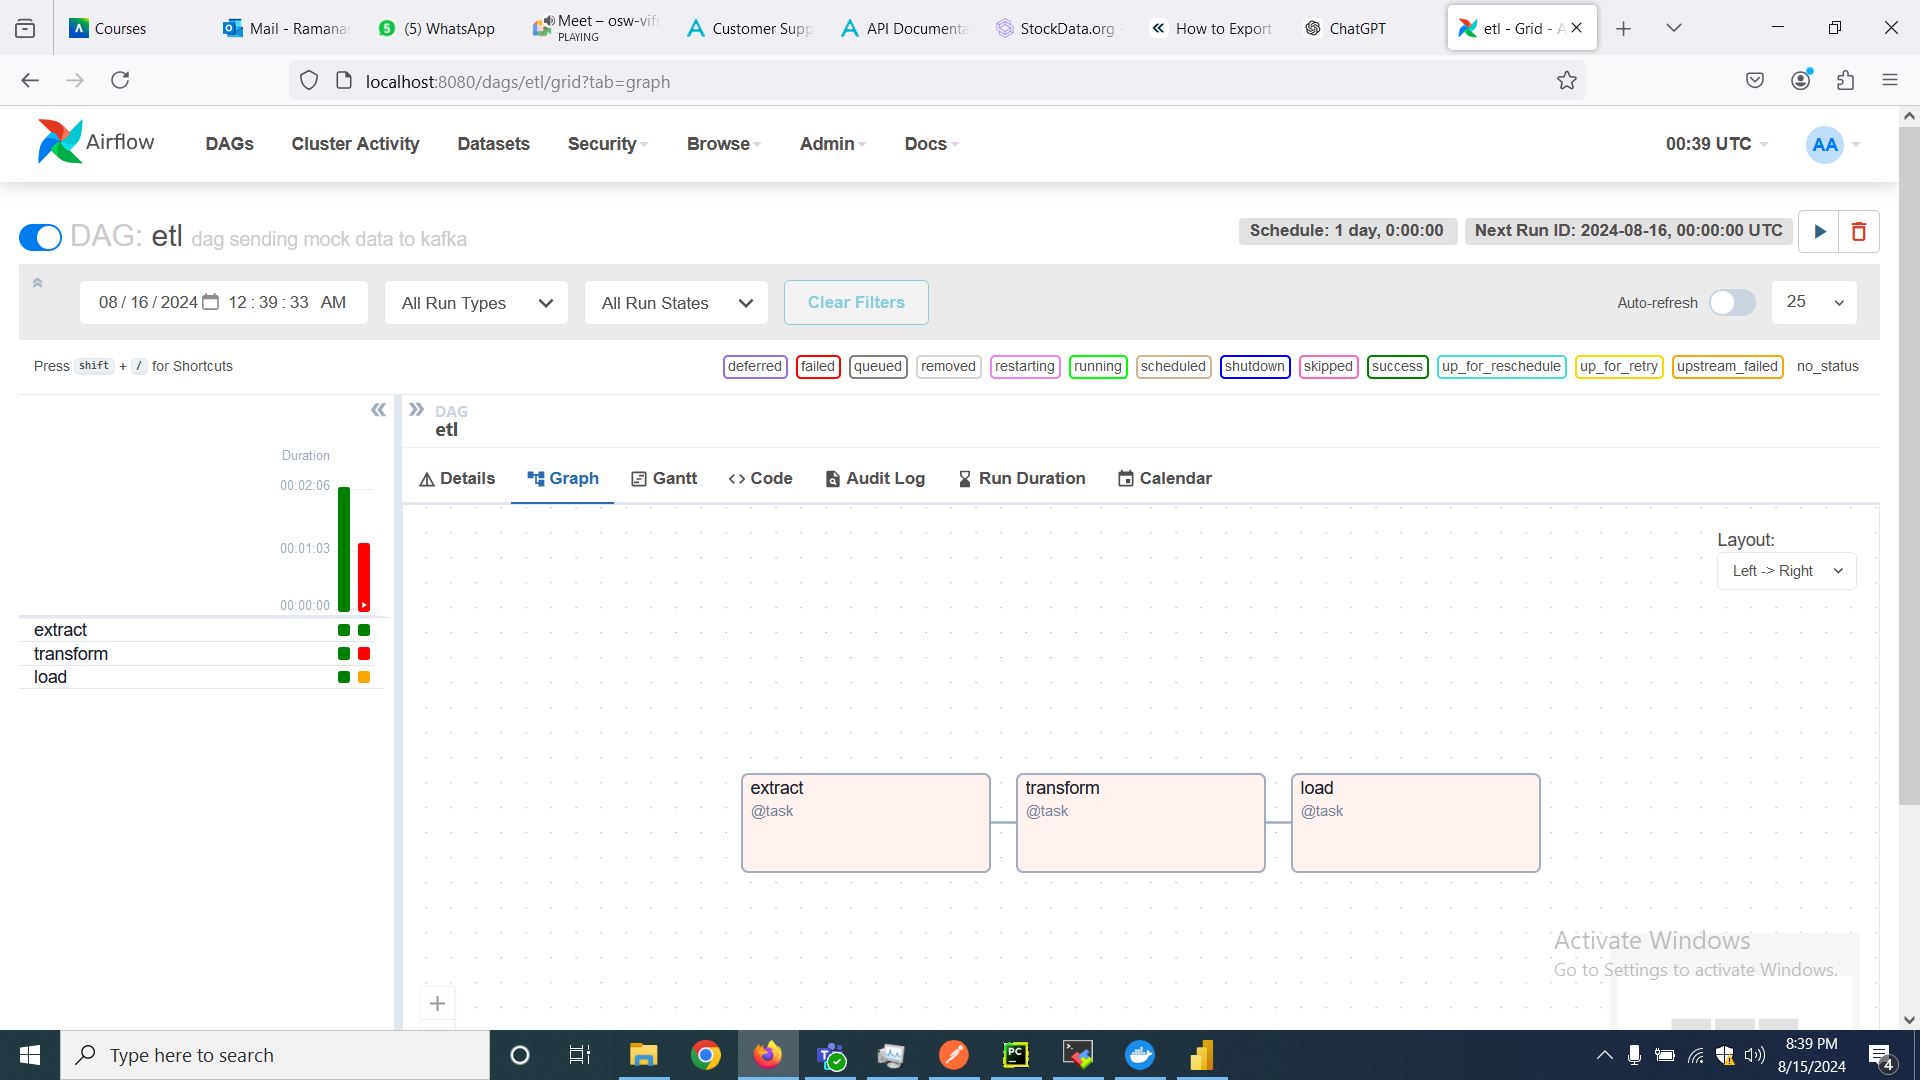 Courses
Mail - Ramana
5 (5) WhatsApp
Meet – osw-vif
PLAYING
Customer Supp
API Documenta
StockData.org
How to Export
ChatGPT
etl - Grid - A
localhost:8080/dags/etl/grid?tab=graph
Airflow
DAGs
Cluster Activity
Datasets
Security
Browse
Admin
Docs
00:39 UTC
AA
DAG: etl dag sending mock data to kafka
Schedule: 1 day, 0:00:00
Next Run ID: 2024-08-16, 00:00:00 UTC
08 / 16 / 2024 12 : 39 : 33 AM
All Run Types
All Run States
Clear Filters
Auto-refresh
25
Press shift + / for Shortcuts
deferred
failed
queued
removed
restarting
running
scheduled
shutdown
skipped
success
up_for_reschedule
up_for_retry
upstream_failed
no_status
DAG
etl
Duration
00:02:06
00:01:03
00:00:00
extract
transform
load
Details
Graph
Gantt
Code
Audit Log
Run Duration
Calendar
Layout:
Left -> Right
extract
@task
transform
@task
load
@task
Activate Windows
Go to Settings to activate Windows.
Type here to search
PC
8:39 PM
8/15/2024
4